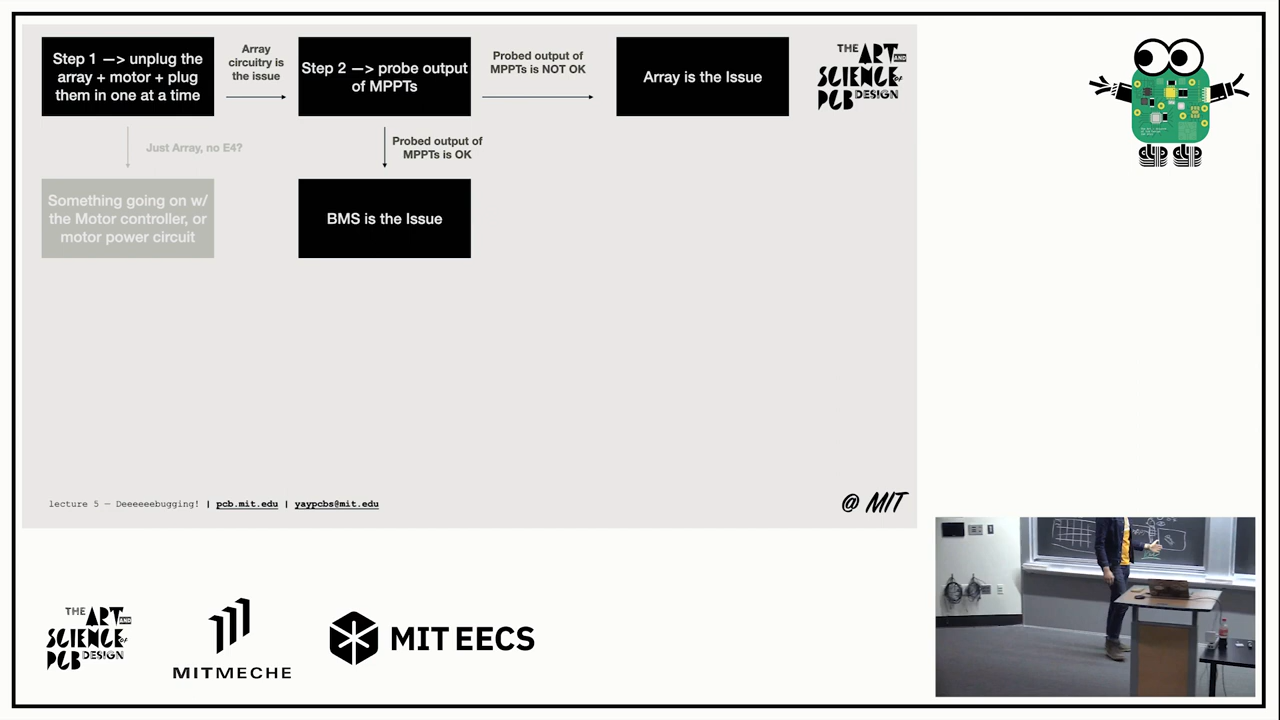 Step 1 —> unplug the
array + motor + plug
them in one at a time
Array
circuitry is
the issue
Step 2 —> probe output
of MPPTs
Probed output of
MPPTs is NOT OK
Array is the Issue
THE ART AND
SCIENCE of
PCB DESIGN
Just Array, no E4?
Probed output of
MPPTs is OK
Something going on w/
the Motor controller, or
motor power circuit
BMS is the Issue
lecture 5 — Deeeeeebugging! | pcb.mit.edu | yaypcbs@mit.edu
@ MIT
THE ART AND
SCIENCE of
PCB DESIGN
MITMECHE
MIT EECS